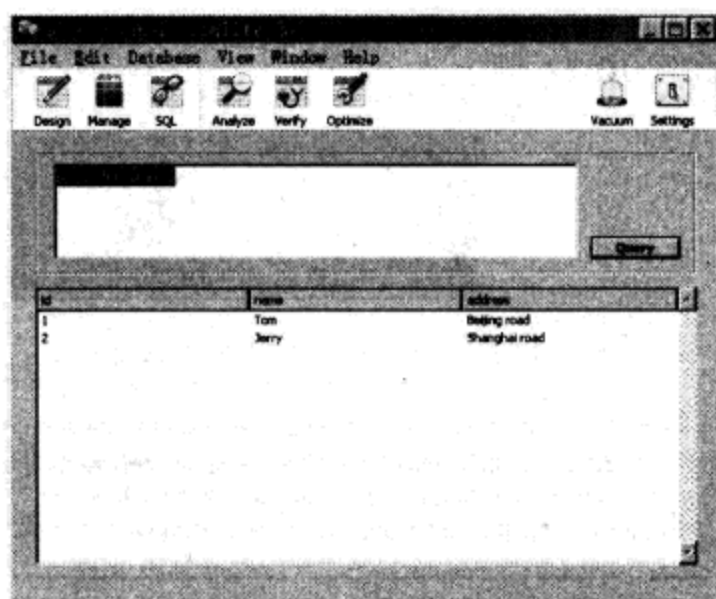 File Edit Database View Window Help
Design Manage SQL Analyze Verify Optimize Vacuum Settings
Query
id name address
1 Tom Beijing road
2 Jerry Shanghai road